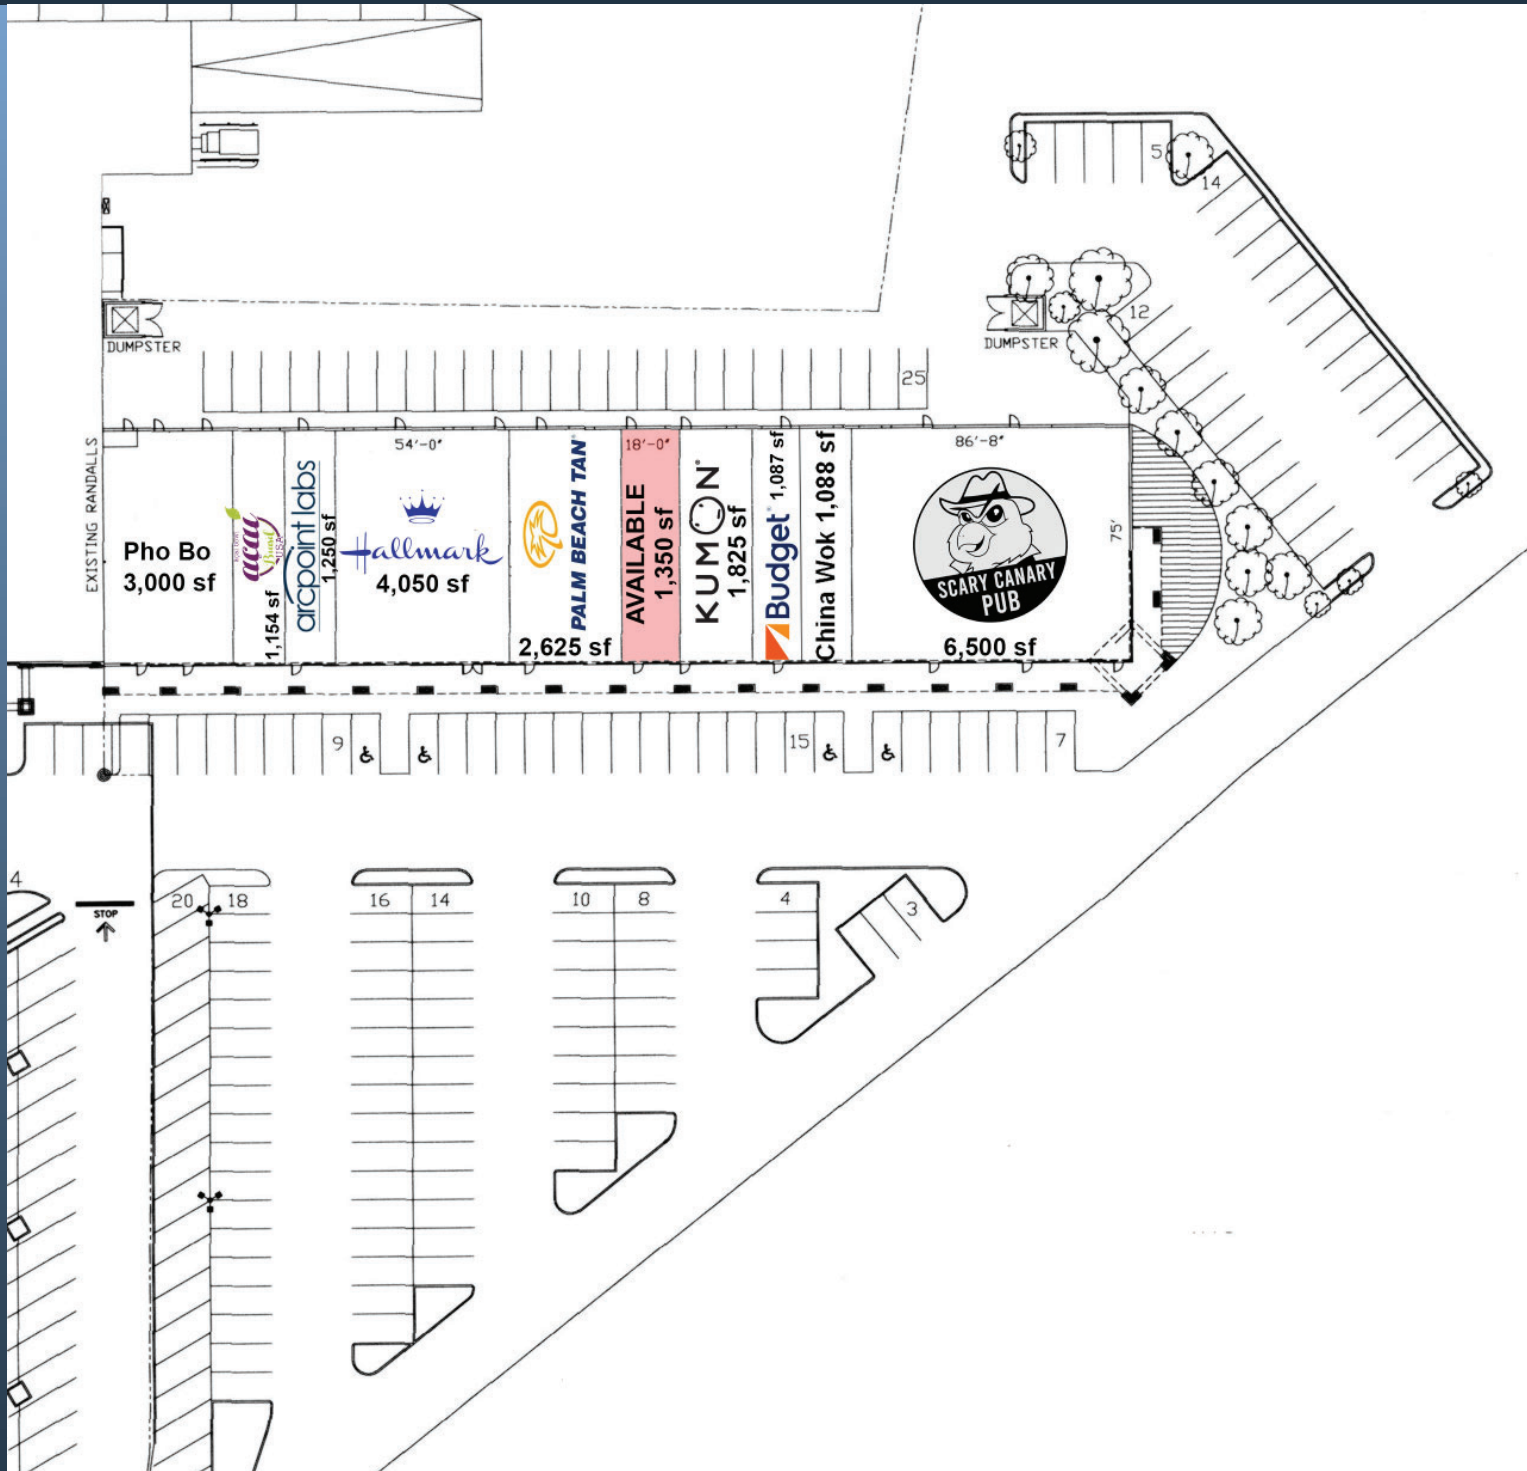 5
14
12
DUMPSTER
DUMPSTER
25
EXISTING RANDALLS
54'-0"
18'-0"
86'-8"
75'
Pho Bo
3,000 sf
acai
Bowl
USA
1,154 sf
arcpoint labs
1,250 sf
Hallmark
4,050 sf
PALM BEACH TAN
2,625 sf
AVAILABLE
1,350 sf
KUMON
1,825 sf
Budget
1,087 sf
China Wok 1,088 sf
SCARY CANARY
PUB
6,500 sf
9
15
7
4
STOP
20
18
16
14
10
8
4
3